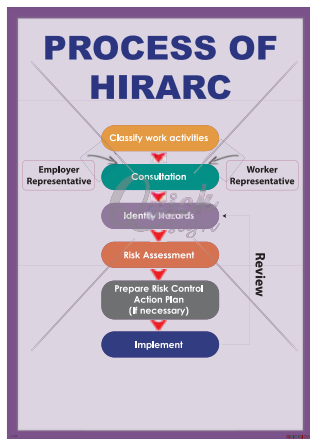 PROCESS OF
HIRARC
Classify work activities
Employer
Representative
Consultation
Worker
Representative
Identify Hazards
Risk Assessment
Prepare Risk Control
Action Plan
(If necessary)
Implement
Review